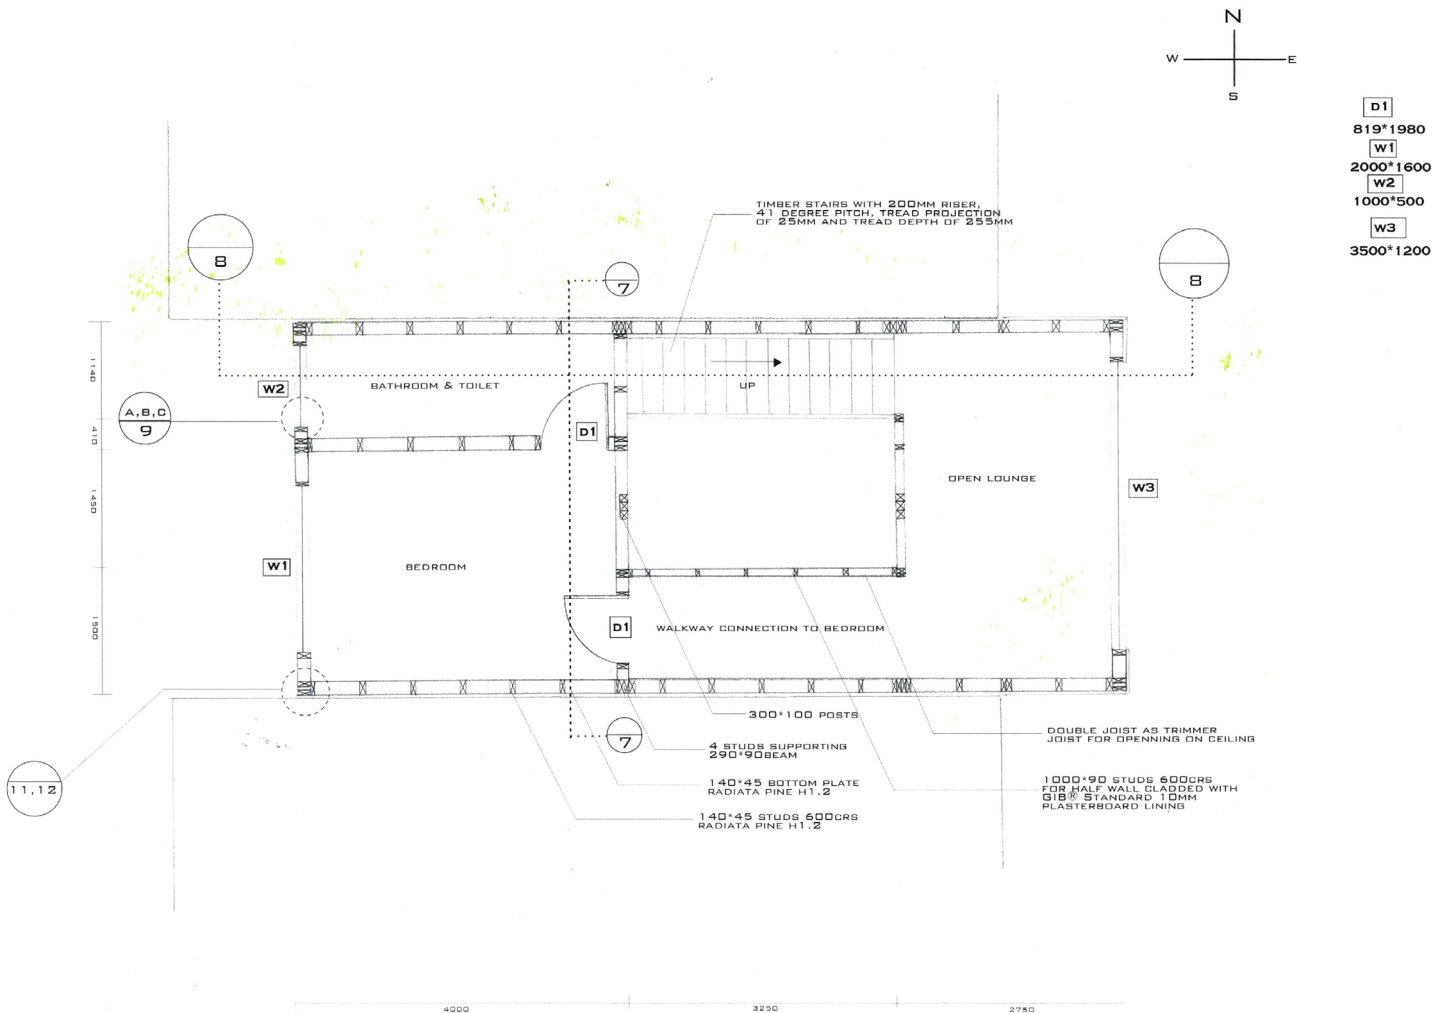 N
W E
S
D1
819*1980
W1
2000*1600
W2
1000*500
W3
3500*1200
TIMBER STAIRS WITH 200MM RISER,
41 DEGREE PITCH, TREAD PROJECTION
OF 25MM AND TREAD DEPTH OF 255MM
8
7
8
1140
W2
BATHROOM & TOILET
UP
A,B,C
9
410
D1
OPEN LOUNGE
W3
1450
W1
BEDROOM
1500
D1
WALKWAY CONNECTION TO BEDROOM
300*100 POSTS
7
4 STUDS SUPPORTING
290*90BEAM
DOUBLE JOIST AS TRIMMER
JOIST FOR OPENNING ON CEILING
11,12
140*45 BOTTOM PLATE
RADIATA PINE H1.2
1000*90 STUDS 600CRS
FOR HALF WALL CLADDED WITH
GIB® STANDARD 10MM
PLASTERBOARD LINING
140*45 STUDS 600CRS
RADIATA PINE H1.2
4000
3250
2750